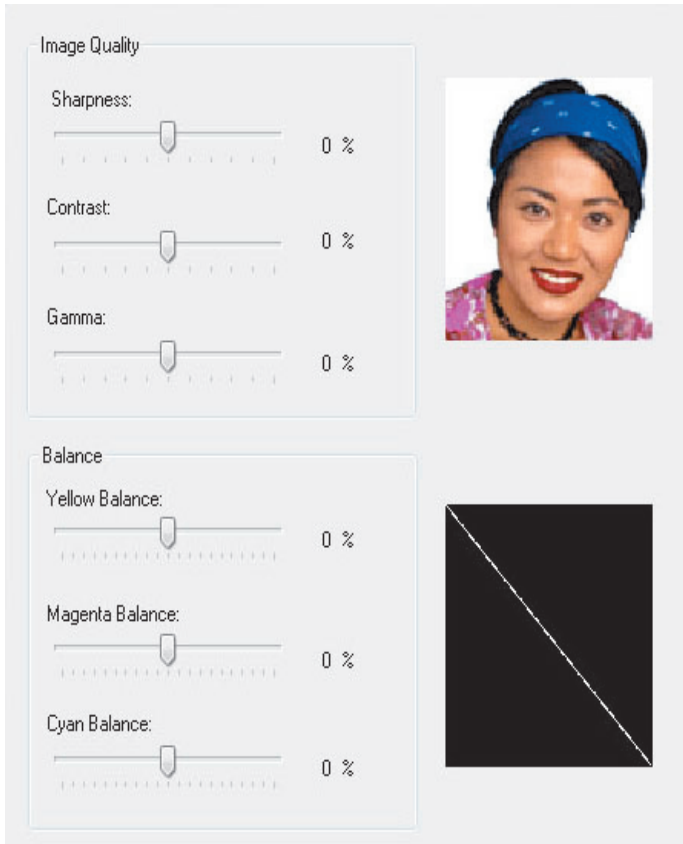 Image Quality
Sharpness:
0 %
Contrast:
0 %
Gamma:
0 %
Balance
Yellow Balance:
0 %
Magenta Balance:
0 %
Cyan Balance:
0 %